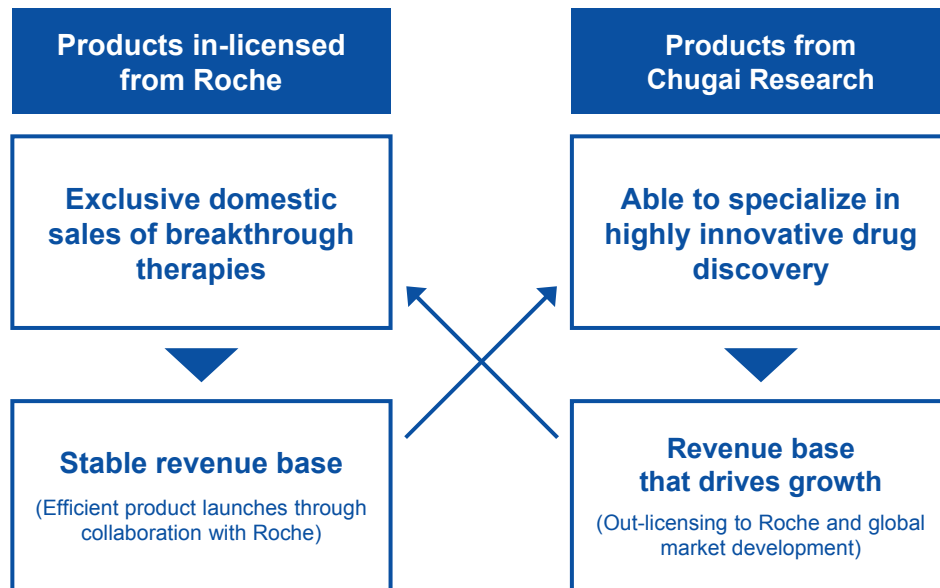 Products in-licensed
from Roche
Exclusive domestic
sales of breakthrough
therapies
Stable revenue base
(Efficient product launches through
collaboration with Roche)
Products from
Chugai Research
Able to specialize in
highly innovative drug
discovery
Revenue base
that drives growth
(Out-licensing to Roche and global
market development)